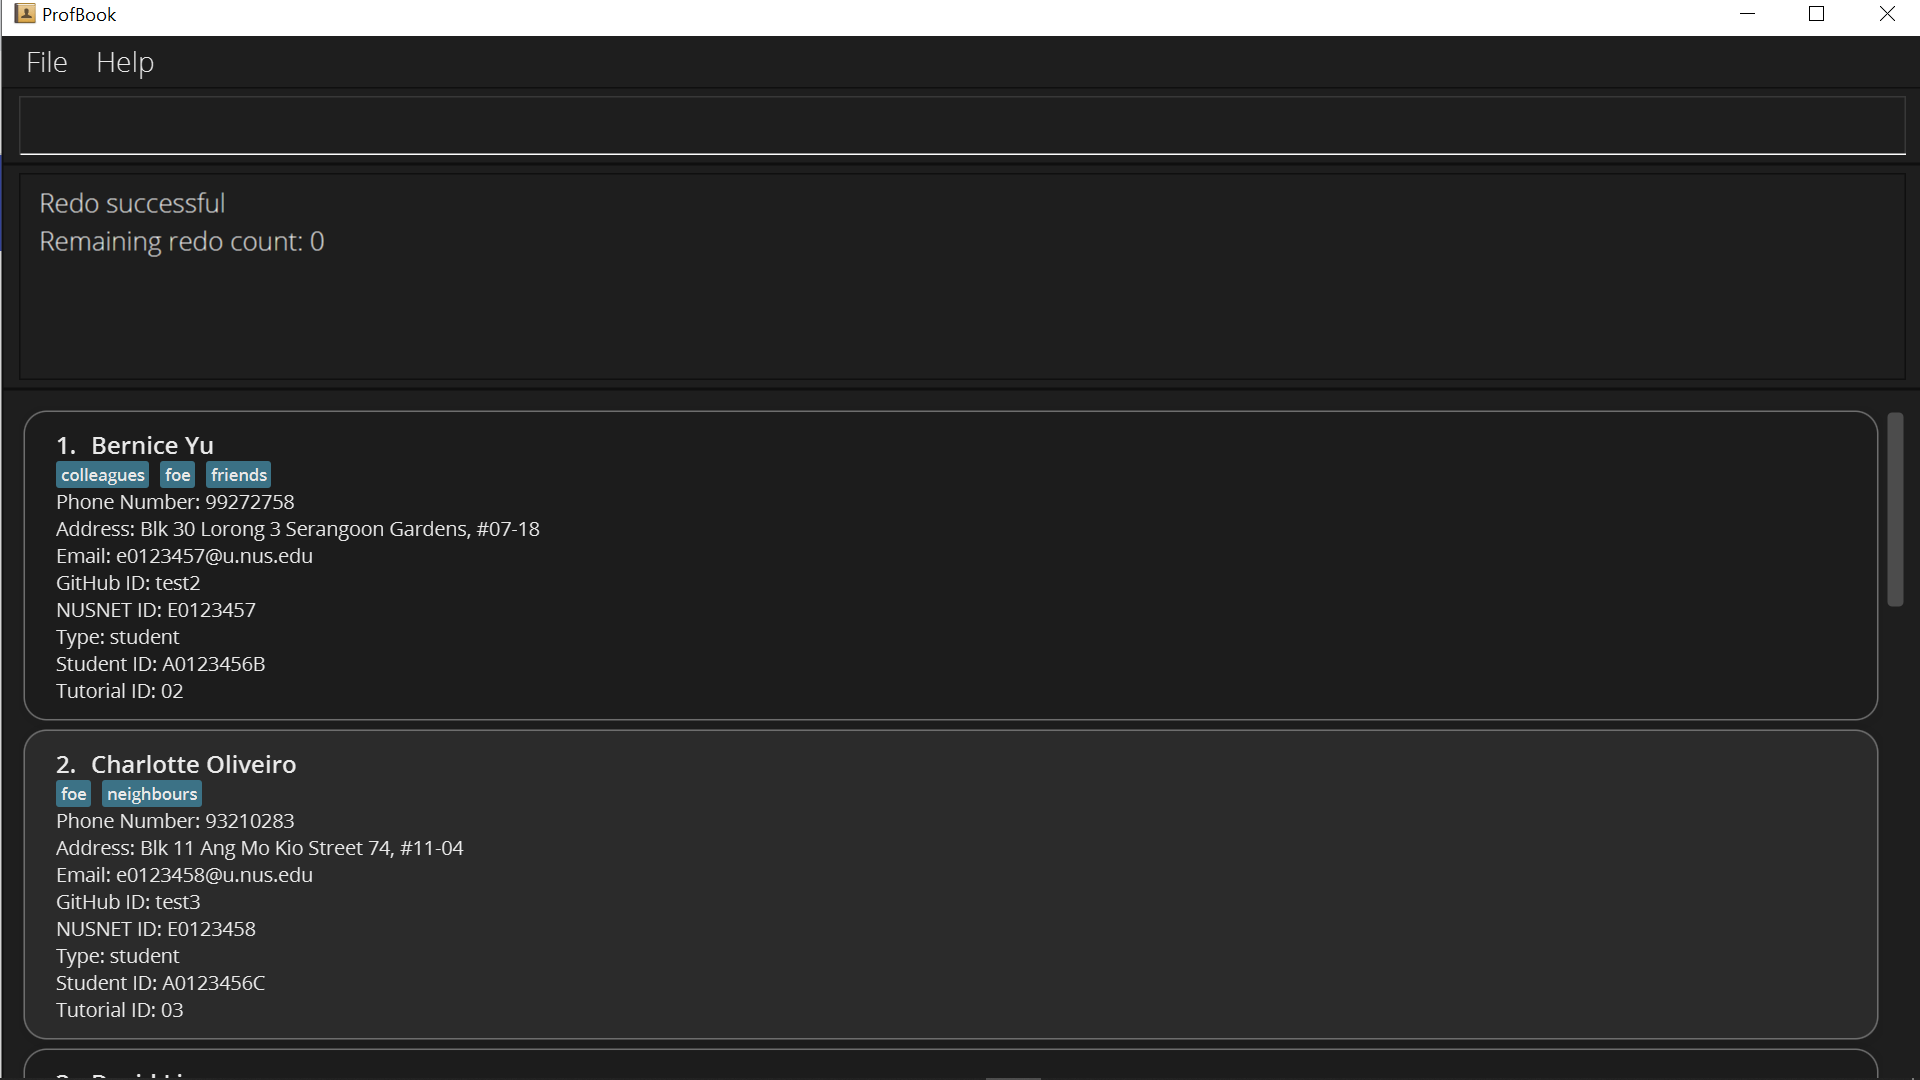 ProfBook
File Help
Redo successful
Remaining redo count: 0
1. Bernice Yu
colleagues foe friends
Phone Number: 99272758
Address: Blk 30 Lorong 3 Serangoon Gardens, #07-18
Email: e0123457@u.nus.edu
GitHub ID: test2
NUSNET ID: E0123457
Type: student
Student ID: A0123456B
Tutorial ID: 02
2. Charlotte Oliveiro
foe neighbours
Phone Number: 93210283
Address: Blk 11 Ang Mo Kio Street 74, #11-04
Email: e0123458@u.nus.edu
GitHub ID: test3
NUSNET ID: E0123458
Type: student
Student ID: A0123456C
Tutorial ID: 03